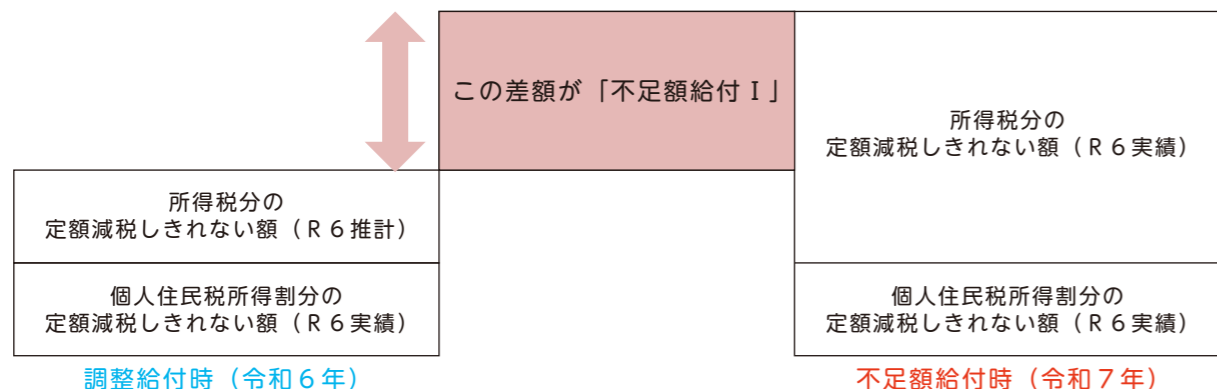 この差額が「不足額給付Ⅰ」
所得税分の
定額減税しきれない額（R６実績）
所得税分の
定額減税しきれない額（R６推計）
個人住民税所得割分の
定額減税しきれない額（R６実績）
個人住民税所得割分の
定額減税しきれない額（R６実績）
調整給付時（令和６年）
不足額給付時（令和７年）